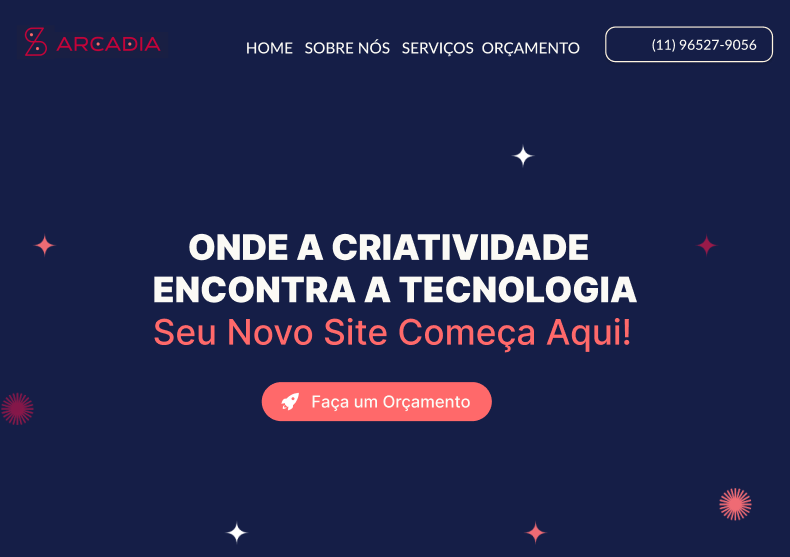 ARCADIA
HOME SOBRE NÓS SERVIÇOS ORÇAMENTO (11) 96527-9056
ONDE A CRIATIVIDADE
ENCONTRA A TECNOLOGIA
Seu Novo Site Começa Aqui!
Faça um Orçamento